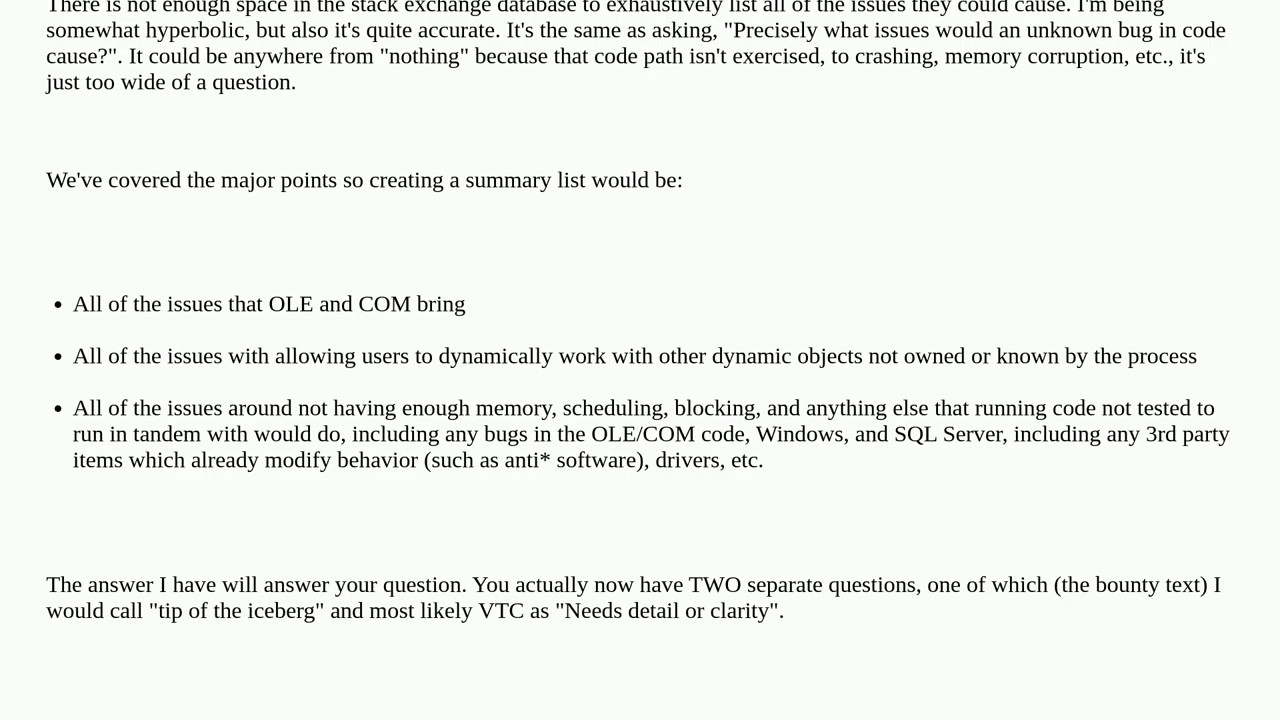 There is not enough space in the stack exchange database to exhaustively list all of the issues they could cause. I'm being
somewhat hyperbolic, but also it's quite accurate. It's the same as asking, "Precisely what issues would an unknown bug in code
cause?". It could be anywhere from "nothing" because that code path isn't exercised, to crashing, memory corruption, etc., it's
just too wide of a question.
We've covered the major points so creating a summary list would be:
• All of the issues that OLE and COM bring
• All of the issues with allowing users to dynamically work with other dynamic objects not owned or known by the process
• All of the issues around not having enough memory, scheduling, blocking, and anything else that running code not tested to
run in tandem with would do, including any bugs in the OLE/COM code, Windows, and SQL Server, including any 3rd party
items which already modify behavior (such as anti* software), drivers, etc.
The answer I have will answer your question. You actually now have TWO separate questions, one of which (the bounty text) I
would call "tip of the iceberg" and most likely VTC as "Needs detail or clarity".